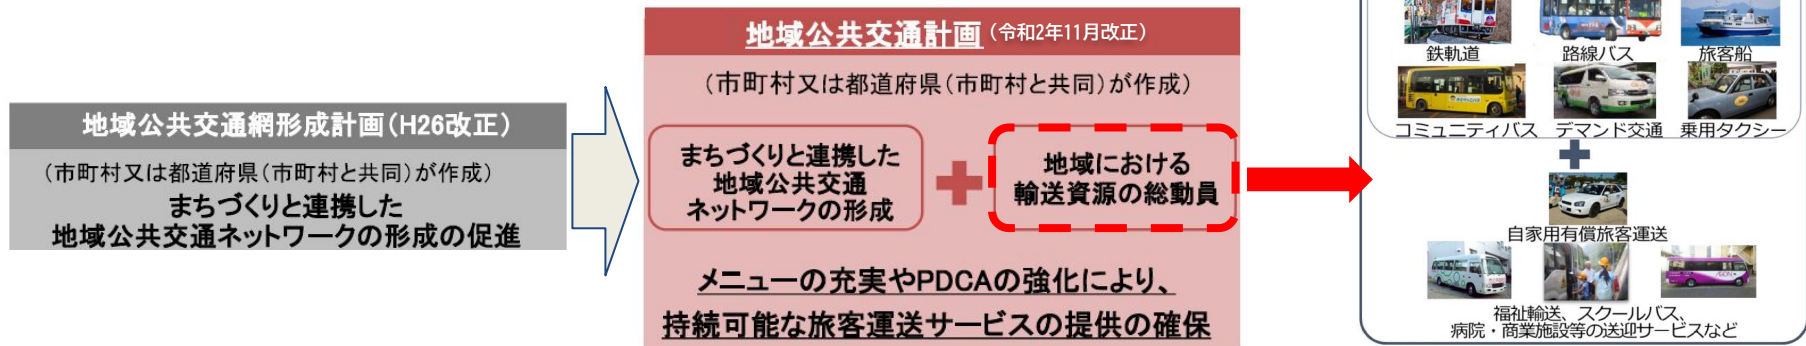 地域公共交通網形成計画(H26改正)
(市町村又は都道府県(市町村と共同)が作成)
まちづくりと連携した
地域公共交通ネットワークの形成の促進
地域公共交通計画(令和2年11月改正)
(市町村又は都道府県(市町村と共同)が作成)
まちづくりと連携した
地域公共交通
ネットワークの形成
地域における
輸送資源の総動員
メニューの充実やPDCAの強化により、
持続可能な旅客運送サービスの提供の確保
鉄軌道 路線バス 旅客船
コミュニティバス デマンド交通 乗用タクシー
自家用有償旅客運送
福祉輸送、スクールバス、
病院・商業施設等の送迎サービスなど